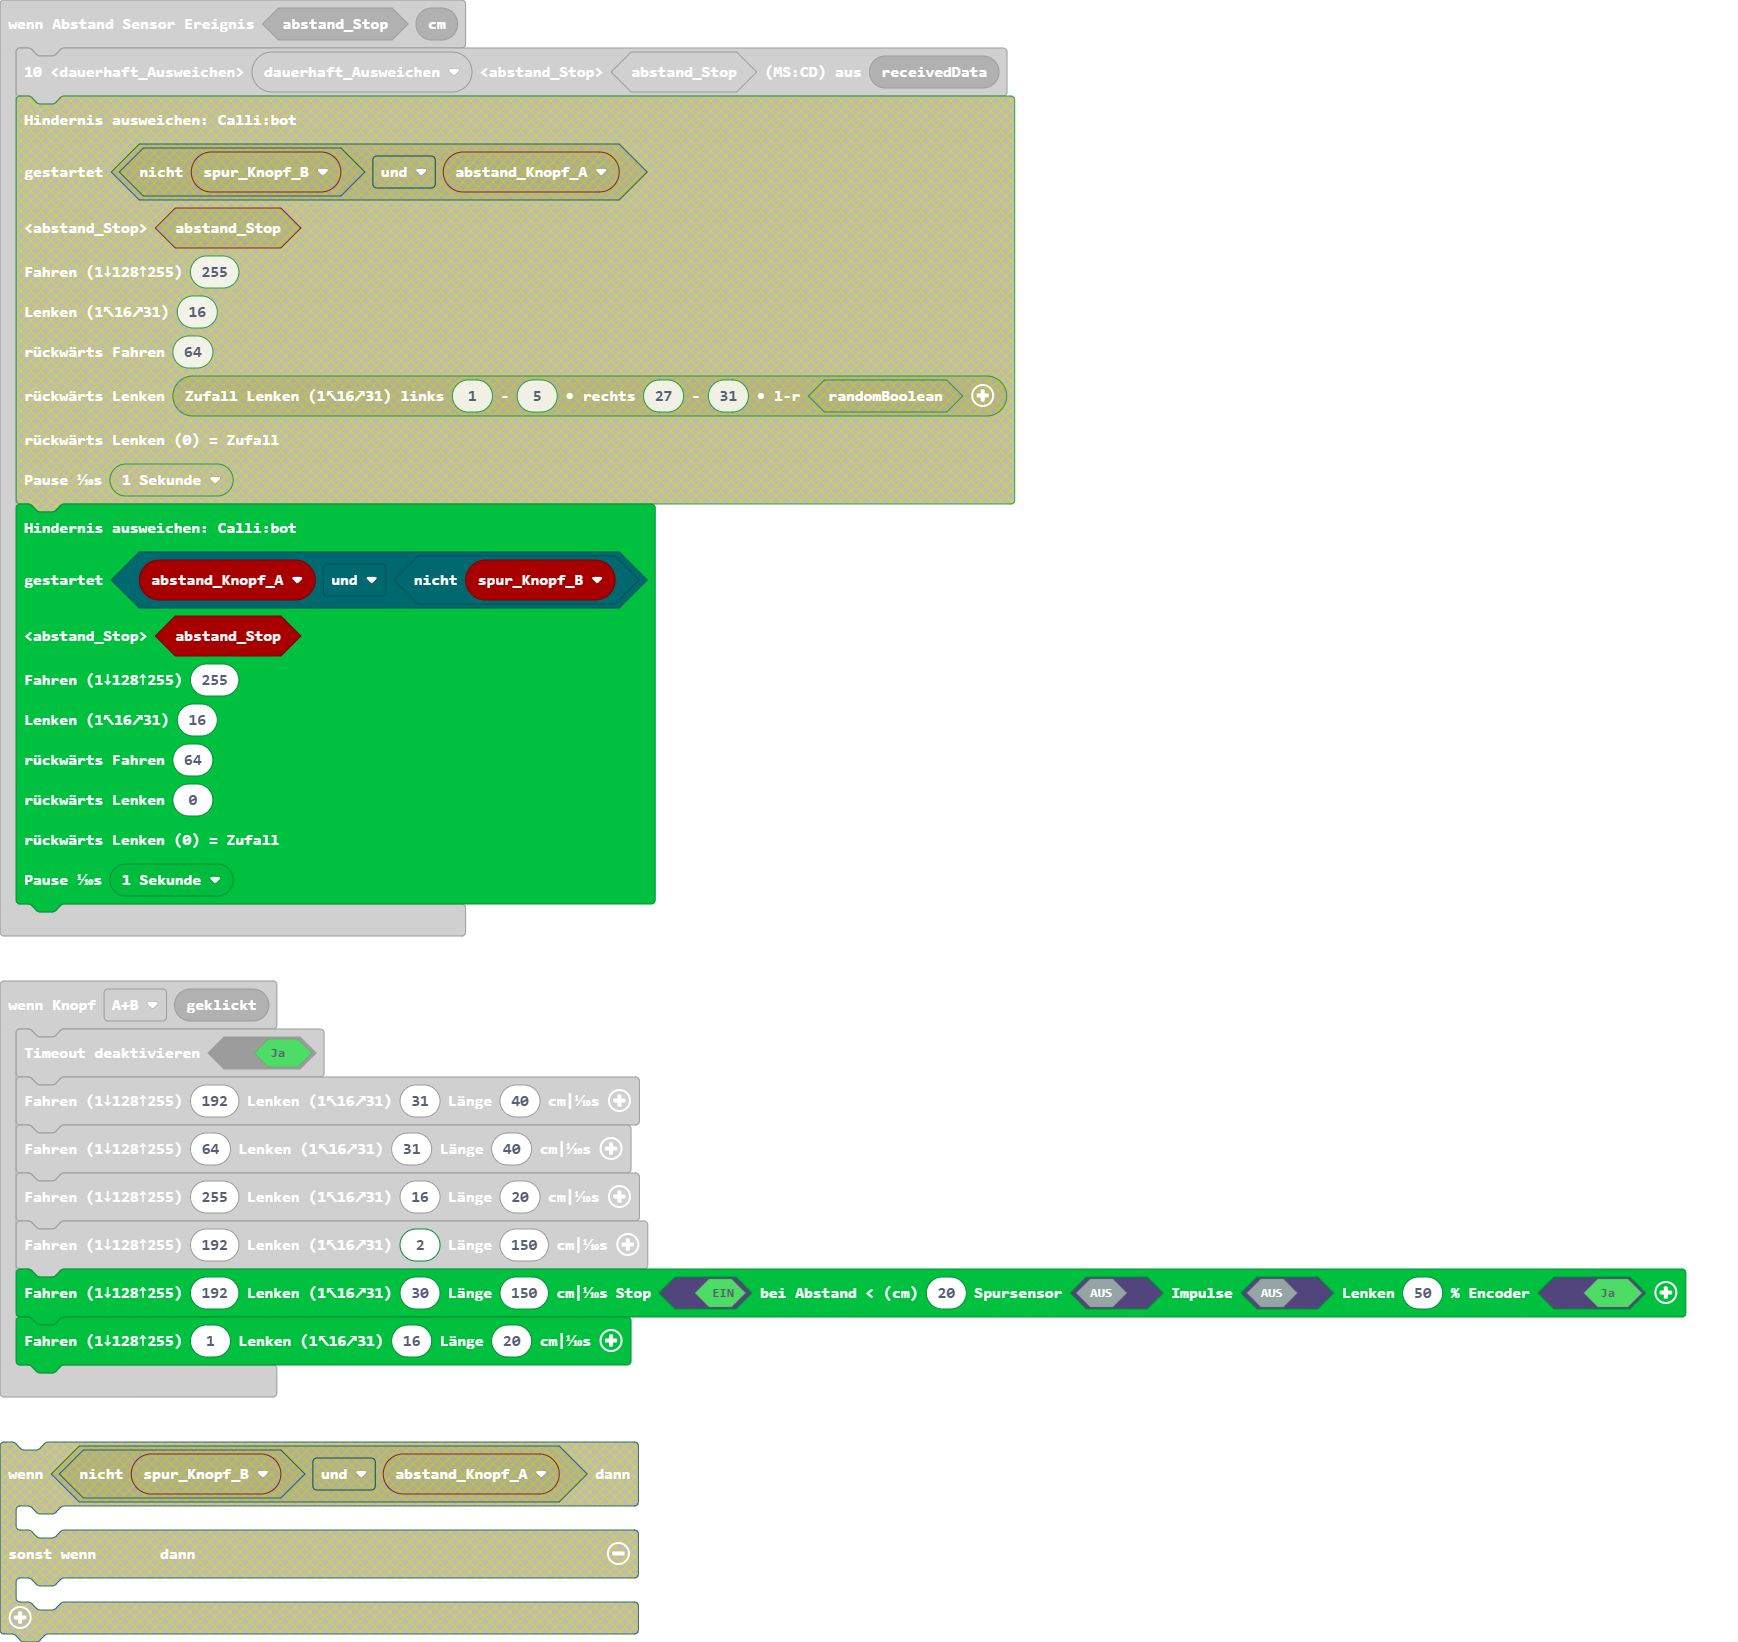 wenn Abstand Sensor Ereignis abstand_Stop cm
10 <dauerhaft_Ausweichen> dauerhaft_Ausweichen <abstand_Stop> abstand_Stop (MS:CD) aus receivedData
Hindernis ausweichen: Calli:bot
gestartet nicht spur_Knopf_B und abstand_Knopf_A
<abstand_Stop> abstand_Stop
Fahren (1↓128↑255) 255
Lenken (1↖16↗31) 16
rückwärts Fahren 64
rückwärts Lenken Zufall Lenken (1↖16↗31) links 1 - 5 • rechts 27 - 31 • l-r randomBoolean
rückwärts Lenken (0) = Zufall
Pause ⅒s 1 Sekunde
Hindernis ausweichen: Calli:bot
gestartet abstand_Knopf_A und nicht spur_Knopf_B
<abstand_Stop> abstand_Stop
Fahren (1↓128↑255) 255
Lenken (1↖16↗31) 16
rückwärts Fahren 64
rückwärts Lenken 0
rückwärts Lenken (0) = Zufall
Pause ⅒s 1 Sekunde
wenn Knopf A+B geklickt
Timeout deaktivieren Ja
Fahren (1↓128↑255) 192 Lenken (1↖16↗31) 31 Länge 40 cm|⅒s
Fahren (1↓128↑255) 64 Lenken (1↖16↗31) 31 Länge 40 cm|⅒s
Fahren (1↓128↑255) 255 Lenken (1↖16↗31) 16 Länge 20 cm|⅒s
Fahren (1↓128↑255) 192 Lenken (1↖16↗31) 2 Länge 150 cm|⅒s
Fahren (1↓128↑255) 192 Lenken (1↖16↗31) 30 Länge 150 cm|⅒s Stop EIN bei Abstand < (cm) 20 Spursensor AUS Impulse AUS Lenken 50 % Encoder Ja
Fahren (1↓128↑255) 1 Lenken (1↖16↗31) 16 Länge 20 cm|⅒s
wenn nicht spur_Knopf_B und abstand_Knopf_A dann
sonst wenn dann